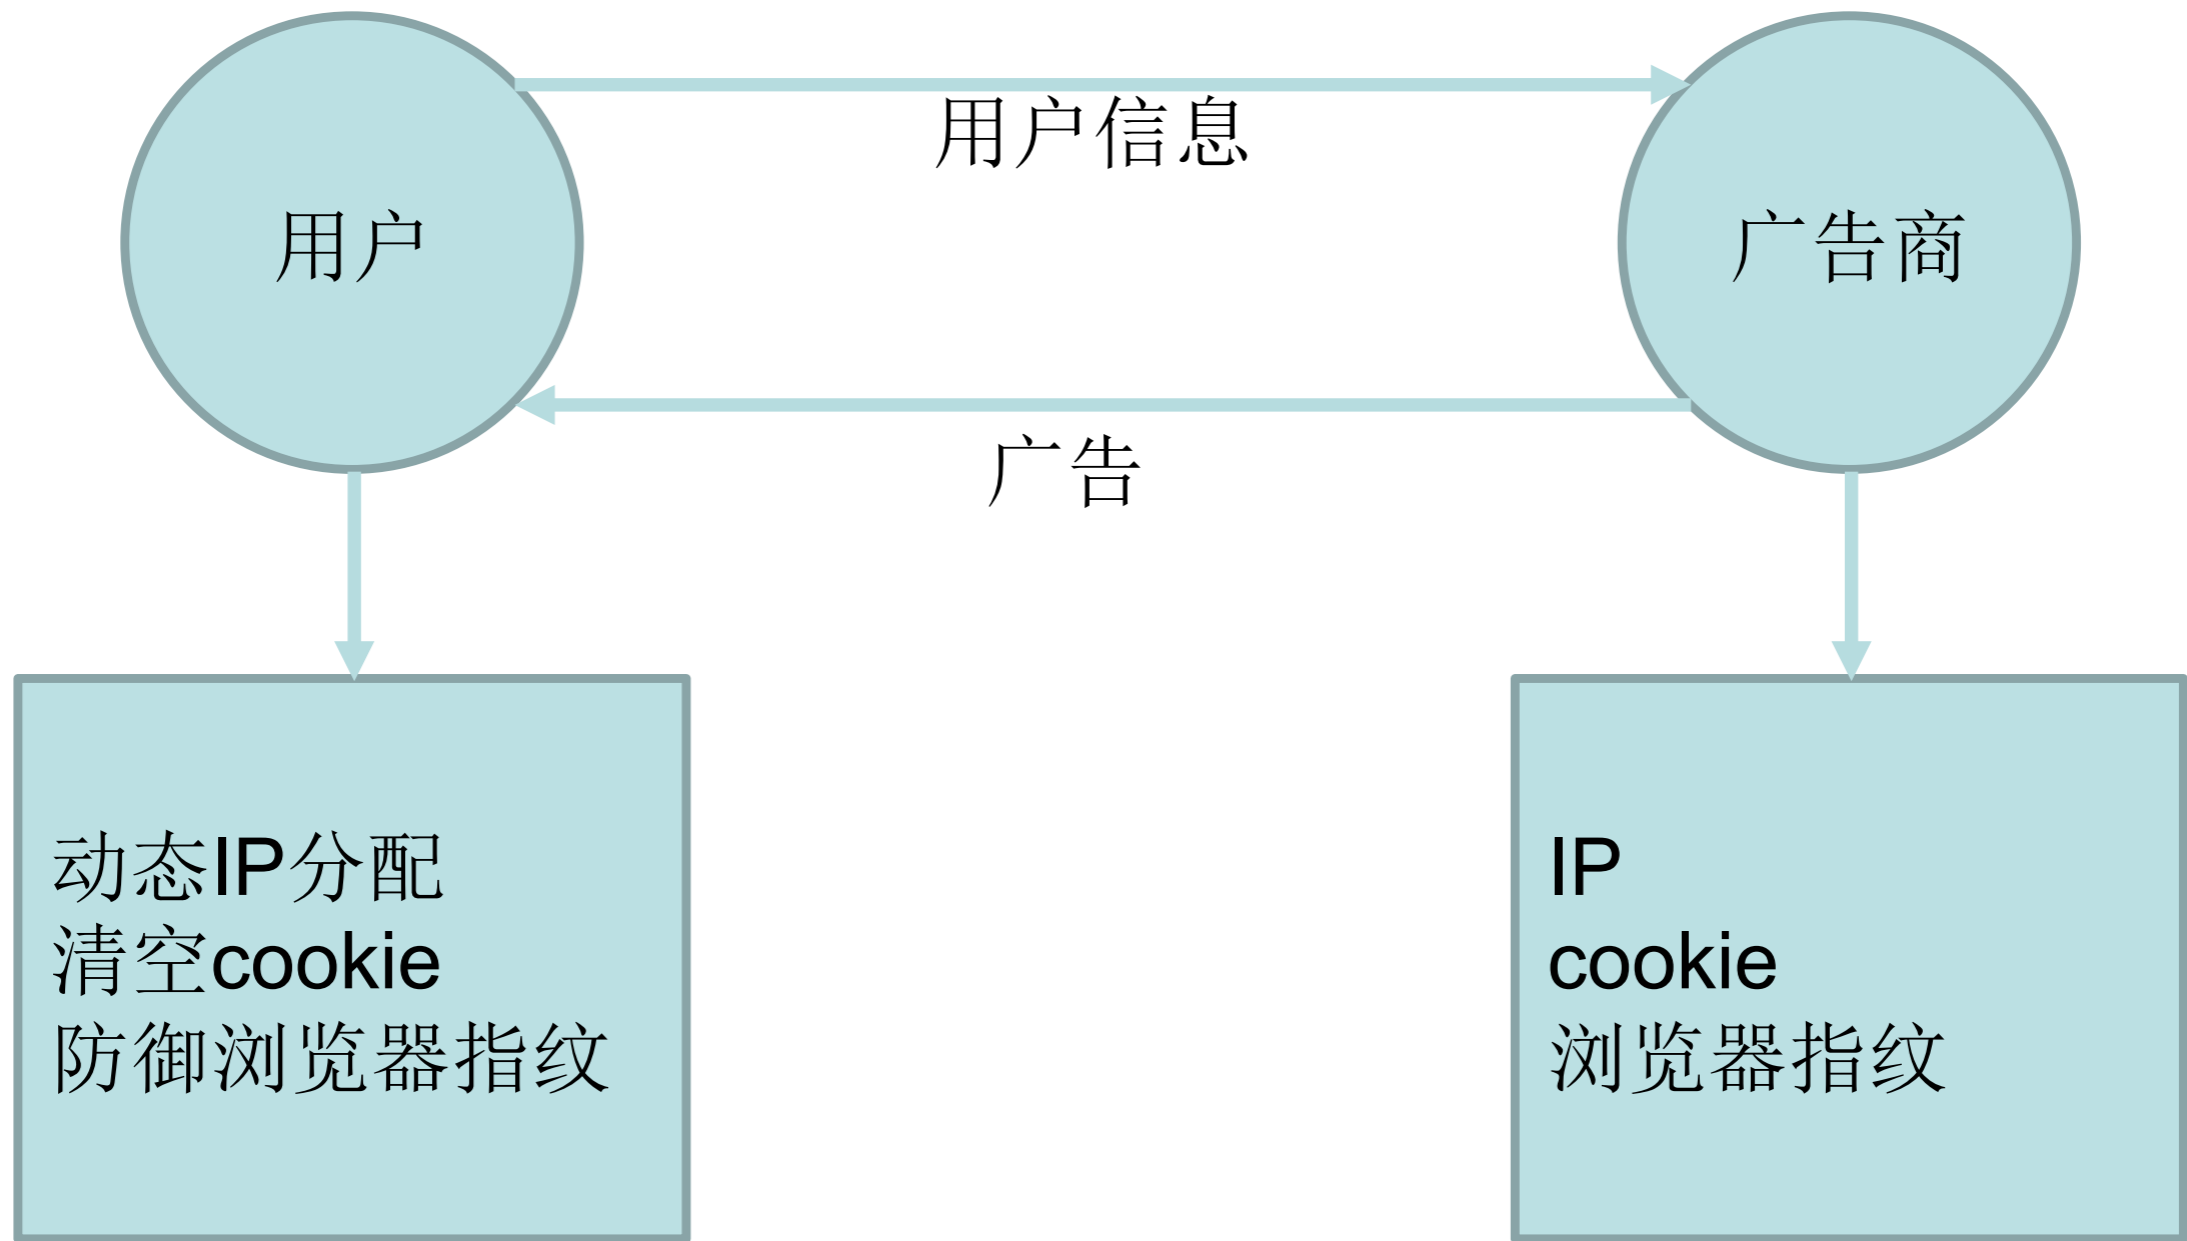 用户信息
用户
广告商
广告
动态IP分配
清空cookie
防御浏览器指纹
IP
cookie
浏览器指纹